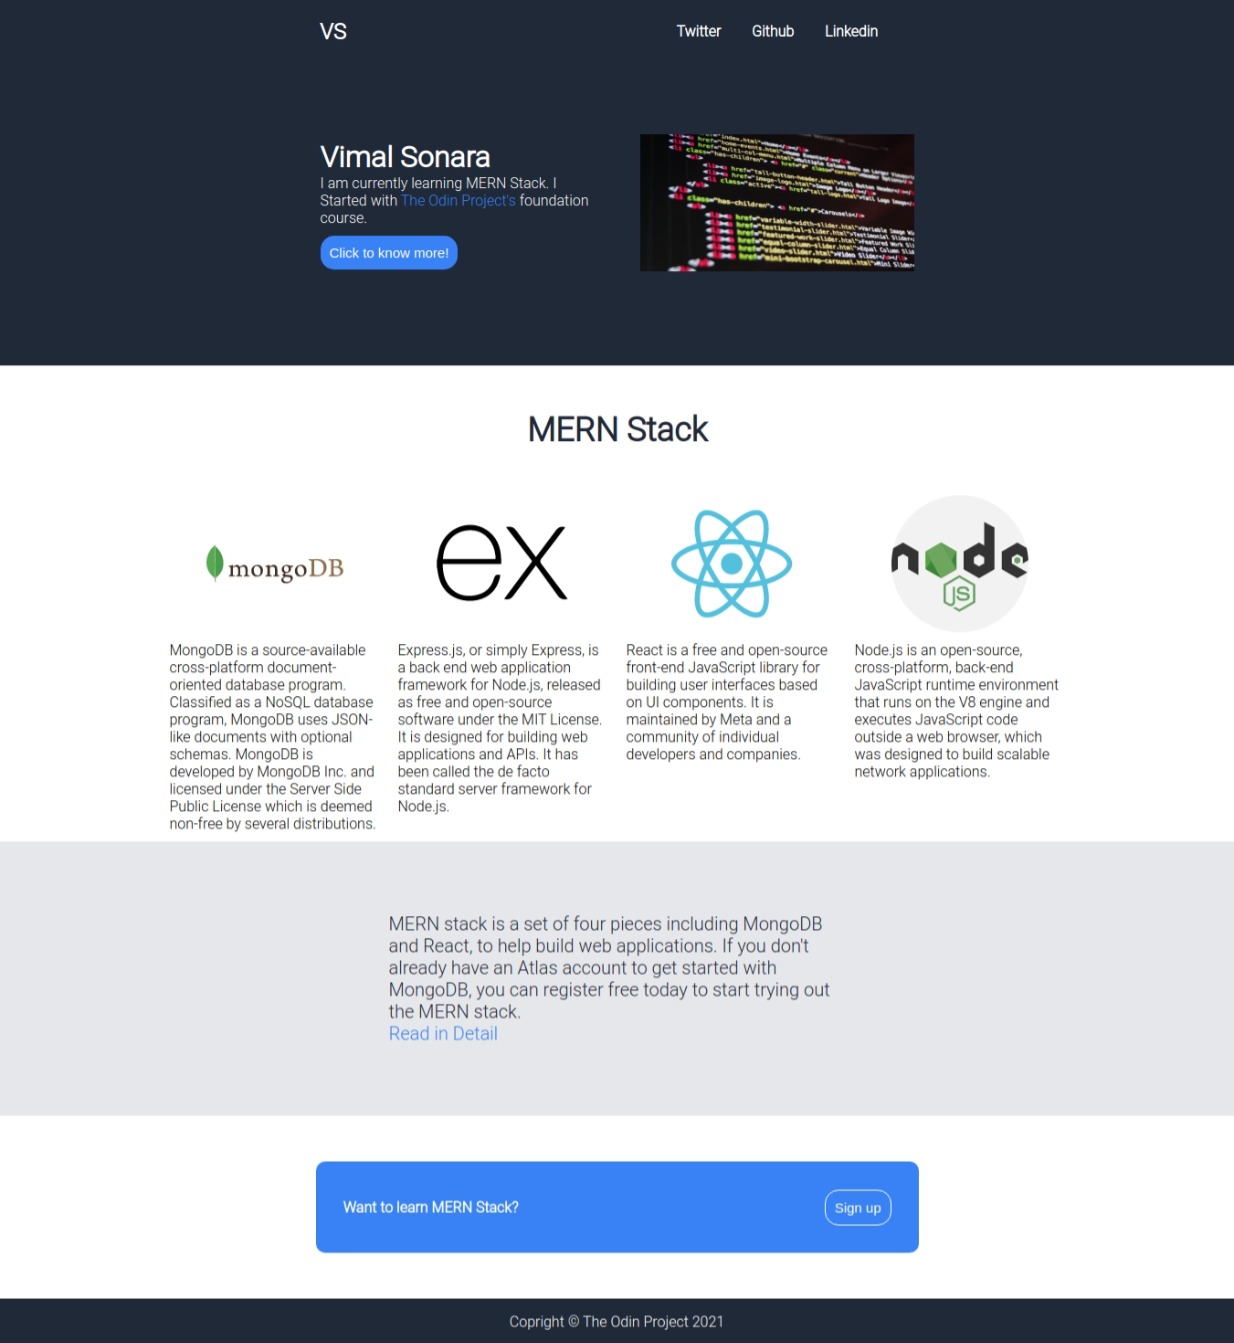 VS
Twitter Github Linkedin
Vimal Sonara
I am currently learning MERN Stack. I
Started with The Odin Project's foundation
course.
Click to know more!
MERN Stack
mongoDB
ex
node
JS
MongoDB is a source-available
cross-platform document-
oriented database program.
Classified as a NoSQL database
program, MongoDB uses JSON-
like documents with optional
schemas. MongoDB is
developed by MongoDB Inc. and
licensed under the Server Side
Public License which is deemed
non-free by several distributions.
Express.js, or simply Express, is
a back end web application
framework for Node.js, released
as free and open-source
software under the MIT License.
It is designed for building web
applications and APIs. It has
been called the de facto
standard server framework for
Node.js.
React is a free and open-source
front-end JavaScript library for
building user interfaces based
on UI components. It is
maintained by Meta and a
community of individual
developers and companies.
Node.js is an open-source,
cross-platform, back-end
JavaScript runtime environment
that runs on the V8 engine and
executes JavaScript code
outside a web browser, which
was designed to build scalable
network applications.
MERN stack is a set of four pieces including MongoDB
and React, to help build web applications. If you don't
already have an Atlas account to get started with
MongoDB, you can register free today to start trying out
the MERN stack.
Read in Detail
Want to learn MERN Stack?
Sign up
Copright © The Odin Project 2021